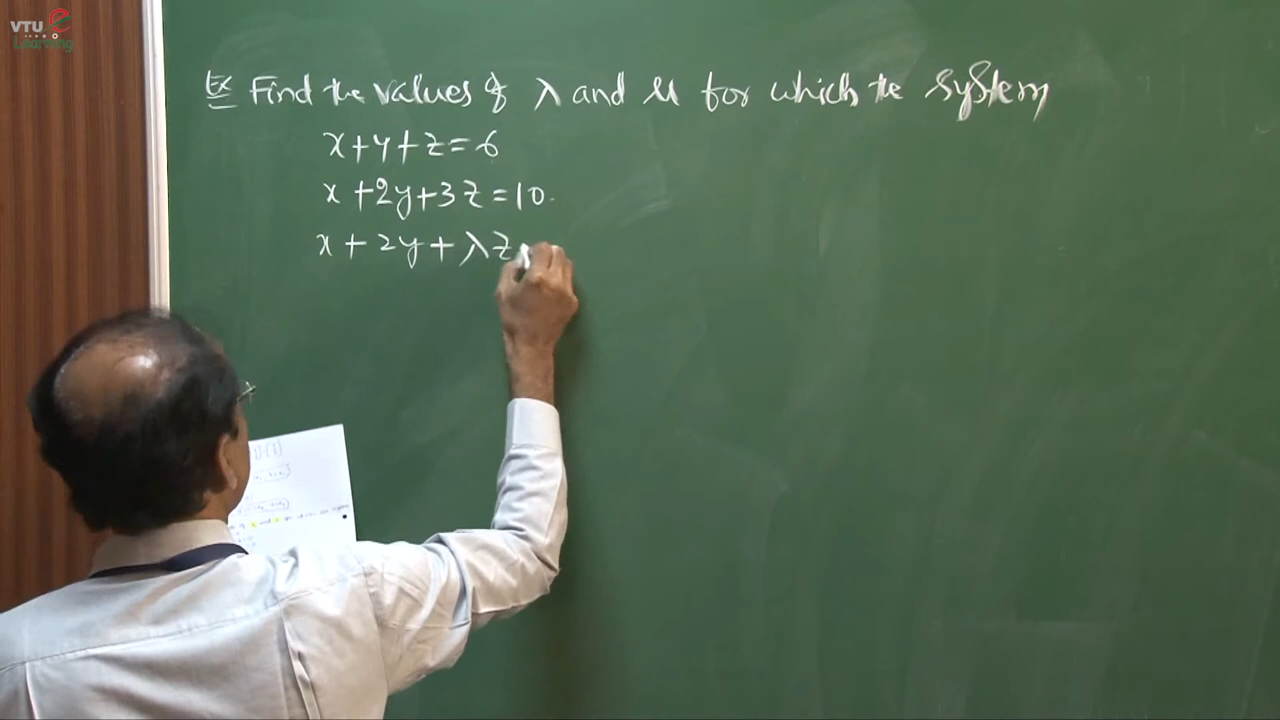 VTU e
Learning
Ex Find the values of λ and μ for which the system
x+y+z=6
x+2y+3z=10.
x+2y+λz